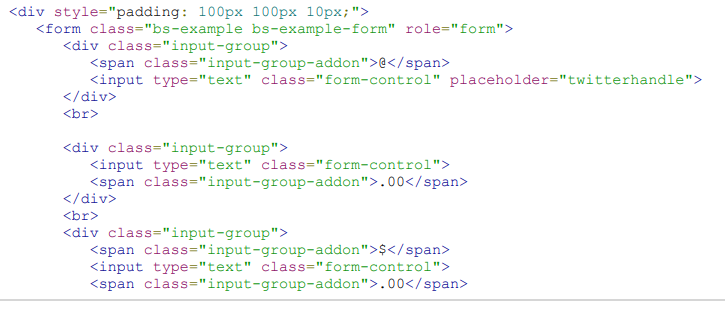 <div style="padding: 100px 100px 10px;">
<form class="bs-example bs-example-form" role="form">
<div class="input-group">
<span class="input-group-addon">@</span>
<input type="text" class="form-control" placeholder="twitterhandle">
</div>
<br>
<div class="input-group">
<input type="text" class="form-control">
<span class="input-group-addon">.00</span>
</div>
<br>
<div class="input-group">
<span class="input-group-addon">$</span>
<input type="text" class="form-control">
<span class="input-group-addon">.00</span>